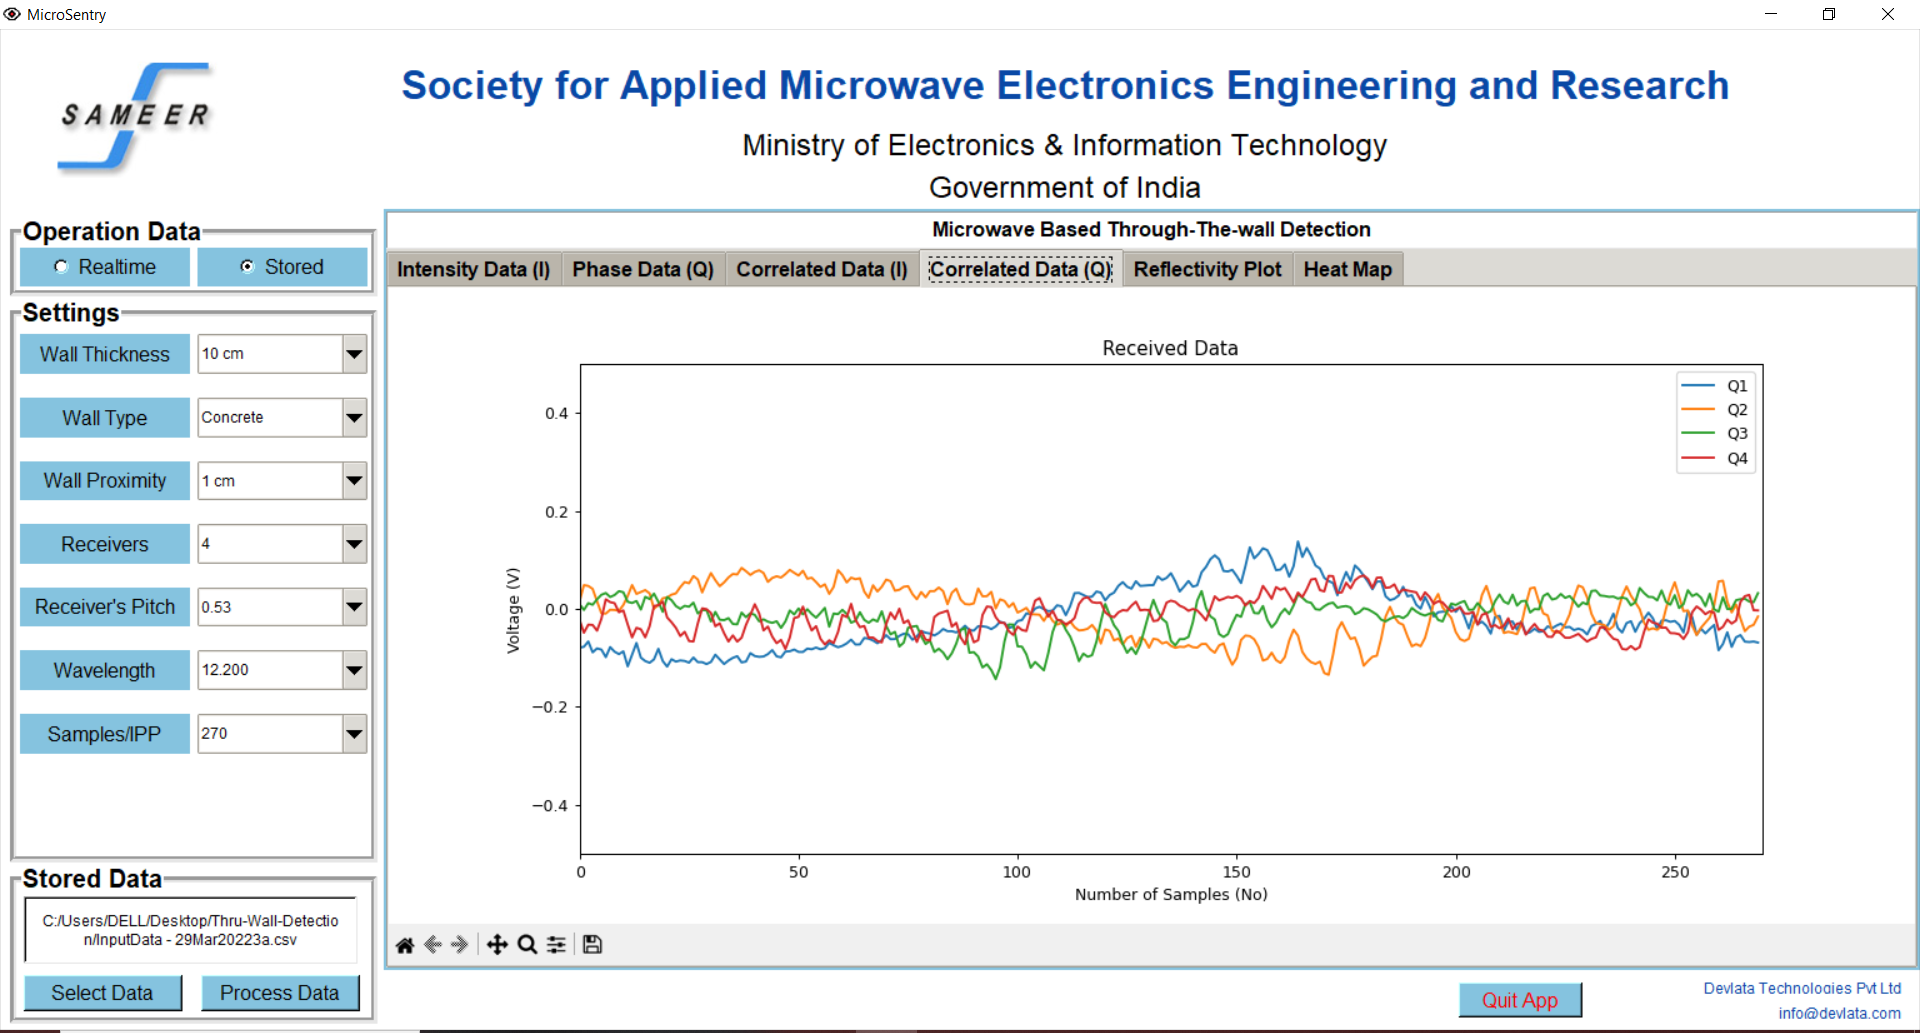 MicroSentry
SAMEER
Society for Applied Microwave Electronics Engineering and Research
Ministry of Electronics & Information Technology
Government of India
Operation Data
Realtime
Stored
Settings
Wall Thickness
10 cm
Wall Type
Concrete
Wall Proximity
1 cm
Receivers
4
Receiver's Pitch
0.53
Wavelength
12.200
Samples/IPP
270
Stored Data
C:/Users/DELL/Desktop/Thru-Wall-Detectio
n/InputData - 29Mar20223a.csv
Select Data
Process Data
Microwave Based Through-The-wall Detection
Intensity Data (I)
Phase Data (Q)
Correlated Data (I)
Correlated Data (Q)
Reflectivity Plot
Heat Map
Received Data
Q1
Q2
Q3
Q4
Voltage (V)
0.4
0.2
0.0
−0.2
−0.4
0
50
100
150
200
250
Number of Samples (No)
Quit App
Devlata Technologies Pvt Ltd
info@devlata.com